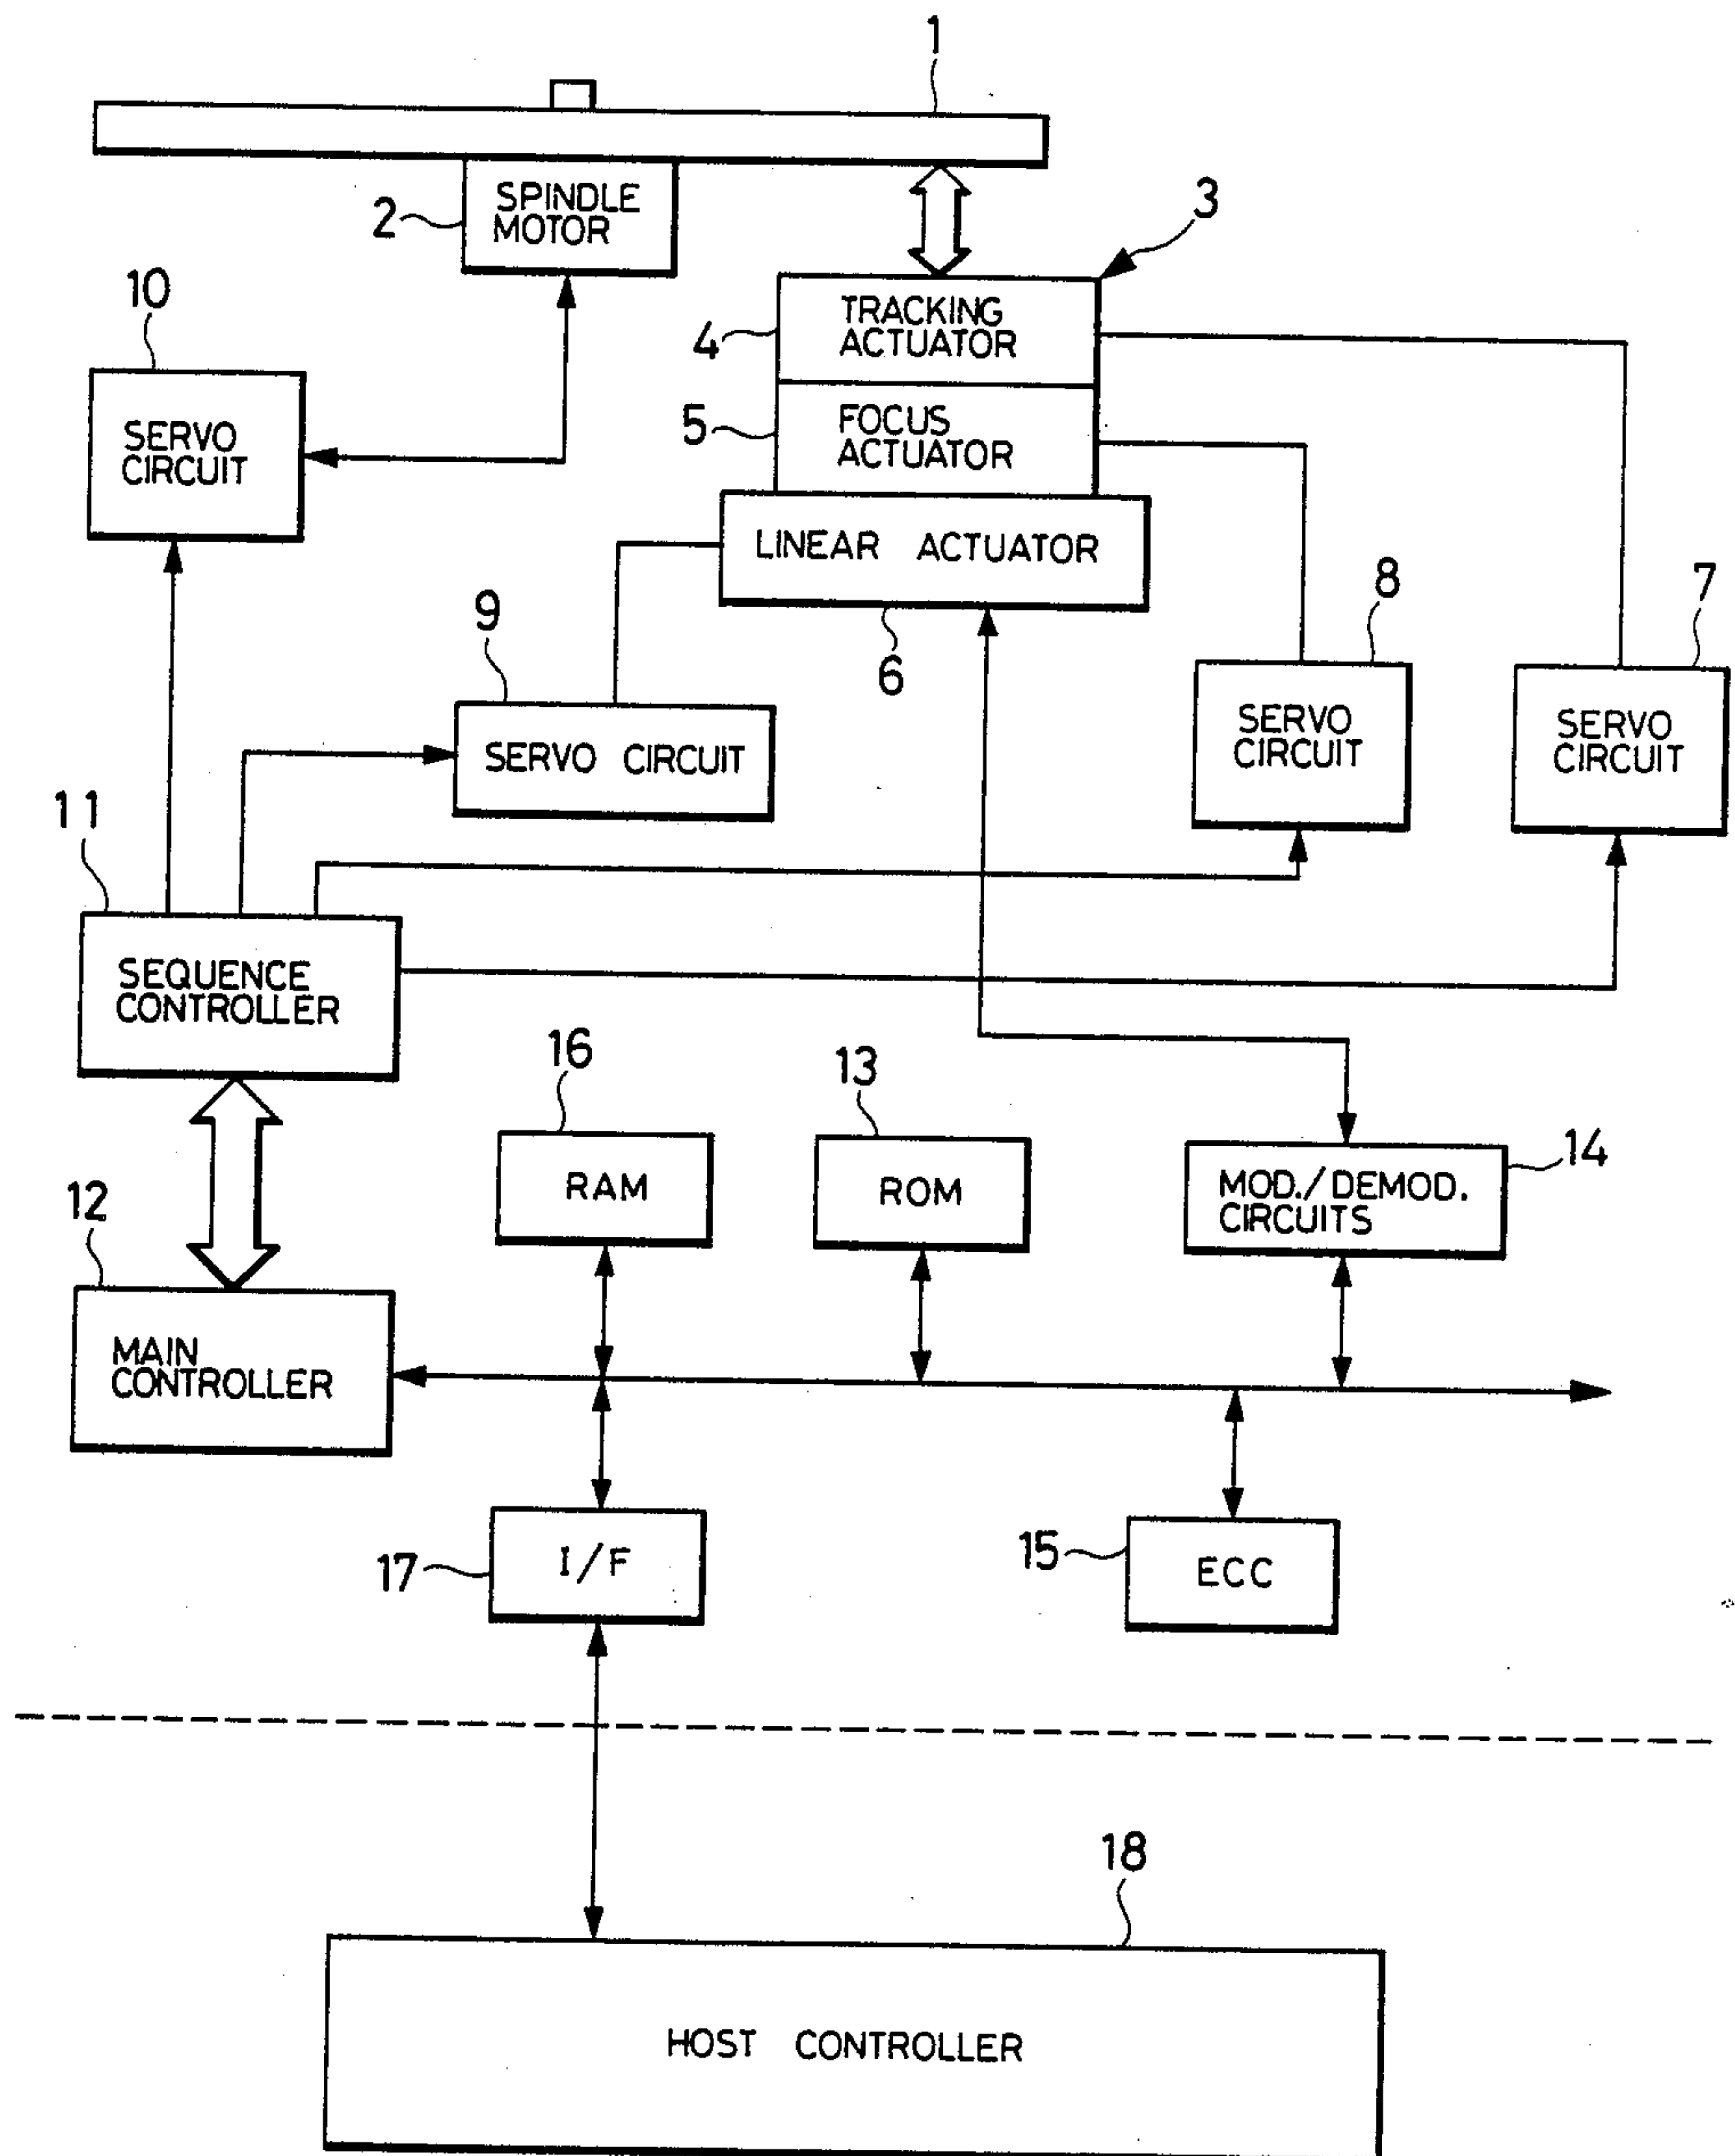 1
SPINDLE
MOTOR
2
3
10
TRACKING
ACTUATOR
4
FOCUS
ACTUATOR
5
SERVO
CIRCUIT
LINEAR ACTUATOR
6
8
7
9
SERVO CIRCUIT
SERVO
CIRCUIT
SERVO
CIRCUIT
11
SEQUENCE
CONTROLLER
16
13
RAM
ROM
MOD./DEMOD.
CIRCUITS
14
12
MAIN
CONTROLLER
17
I/F
15
ECC
18
HOST CONTROLLER